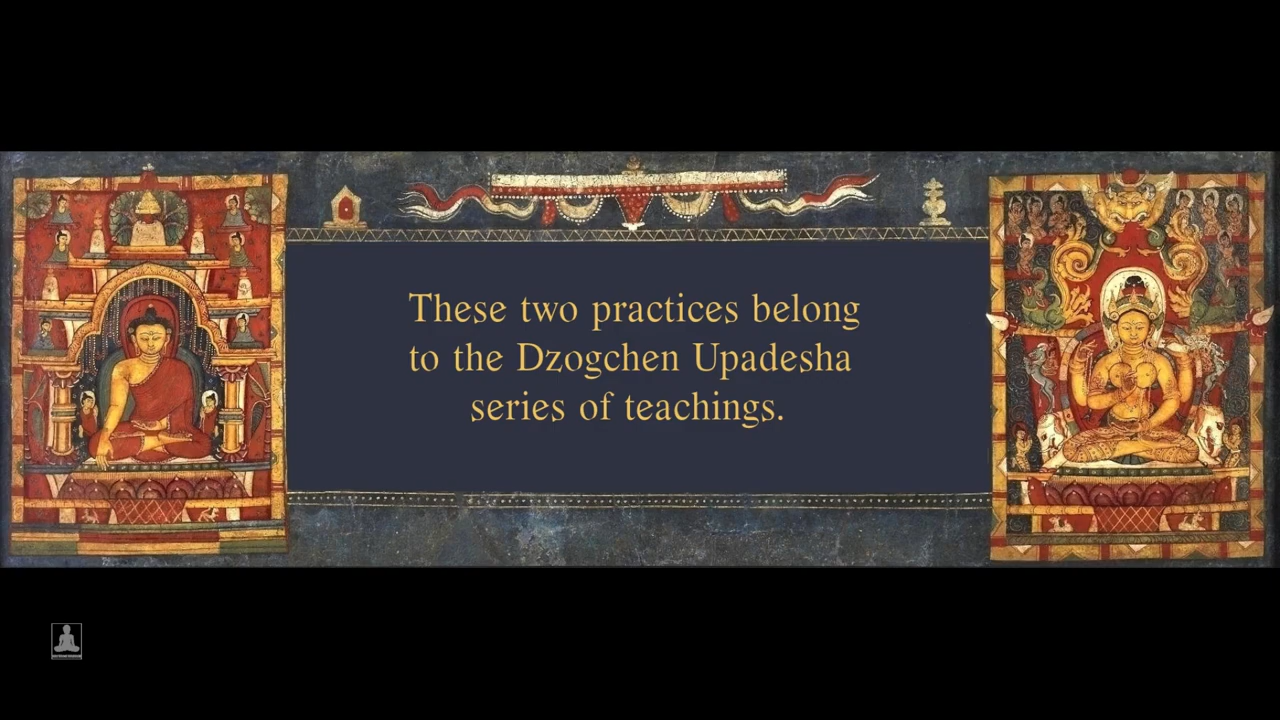 These two practices belong
to the Dzogchen Upadesha
series of teachings.